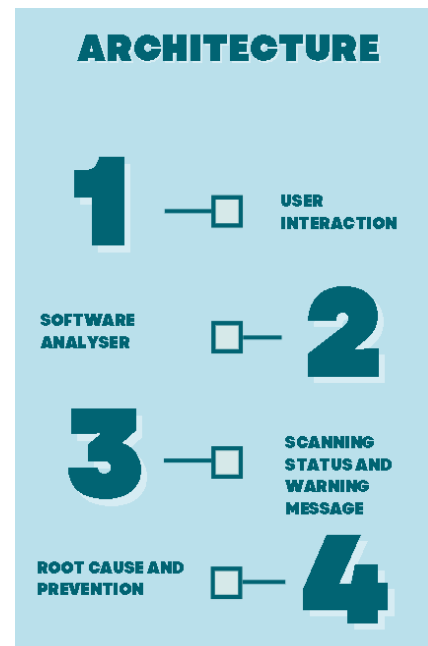 ARCHITECTURE
1
USER
INTERACTION
2
SOFTWARE
ANALYSER
3
SCANNING
STATUS AND
WARNING
MESSAGE
4
ROOT CAUSE AND
PREVENTION